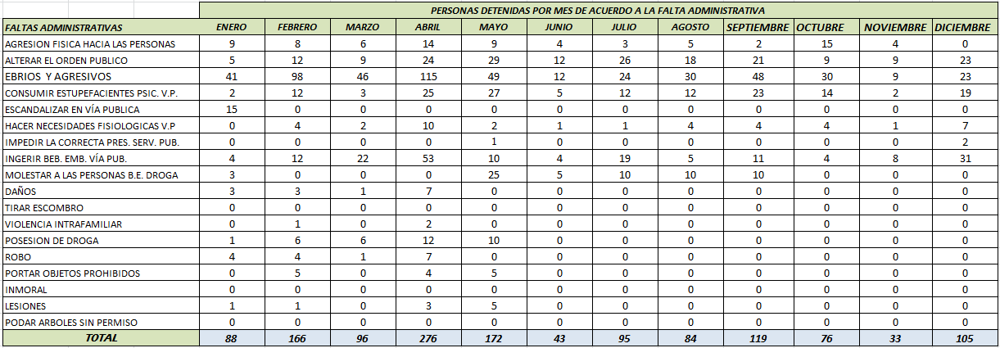 PERSONAS DETENIDAS POR MES DE ACUERDO A LA FALTA ADMINISTRATIVA
FALTAS ADMINISTRATIVAS ENERO FEBRERO MARZO ABRIL MAYO JUNIO JULIO AGOSTO SEPTIEMBRE OCTUBRE NOVIEMBRE DICIEMBRE
AGRESION FISICA HACIA LAS PERSONAS 9 8 6 14 9 4 3 5 2 15 4 0
ALTERAR EL ORDEN PUBLICO 5 12 9 24 29 12 26 18 21 9 9 23
EBRIOS Y AGRESIVOS 41 98 46 115 49 12 24 30 48 30 9 23
CONSUMIR ESTUPEFACIENTES PSIC. V.P. 2 12 3 25 27 5 12 12 23 14 2 19
ESCANDALIZAR EN VÍA PUBLICA 15 0 0 0 0 0 0 0 0 0 0 0
HACER NECESIDADES FISIOLOGICAS V.P 0 4 2 10 2 1 1 4 4 4 1 7
IMPEDIR LA CORRECTA PRES. SERV. PUB. 1 0 0 0 0 0 0 2
INGERIR BEB. EMB. VÍA PUB. 4 12 22 53 10 4 19 5 11 4 8 31
MOLESTAR A LAS PERSONAS B.E. DROGA 3 0 0 0 25 5 10 10 10 0 0 0
DAÑOS 3 3 1 7 0 0 0 0 0 0 0 0
TIRAR ESCOMBRO 0 0 0 0 0 0 0 0 0 0 0 0
VIOLENCIA INTRAFAMILIAR 0 1 0 2 0 0 0 0 0 0 0 0
POSESION DE DROGA 1 6 6 12 10 0 0 0 0 0 0 0
ROBO 4 4 1 7 0 0 0 0 0 0 0 0
PORTAR OBJETOS PROHIBIDOS 0 5 0 4 5 0 0 0 0 0 0 0
INMORAL 0 0 0 0 0 0 0 0 0 0 0 0
LESIONES 1 1 0 3 5 0 0 0 0 0 0 0
PODAR ARBOLES SIN PERMISO 0 0 0 0 0 0 0 0 0 0 0 0
TOTAL 88 166 96 276 172 43 95 84 119 76 33 105